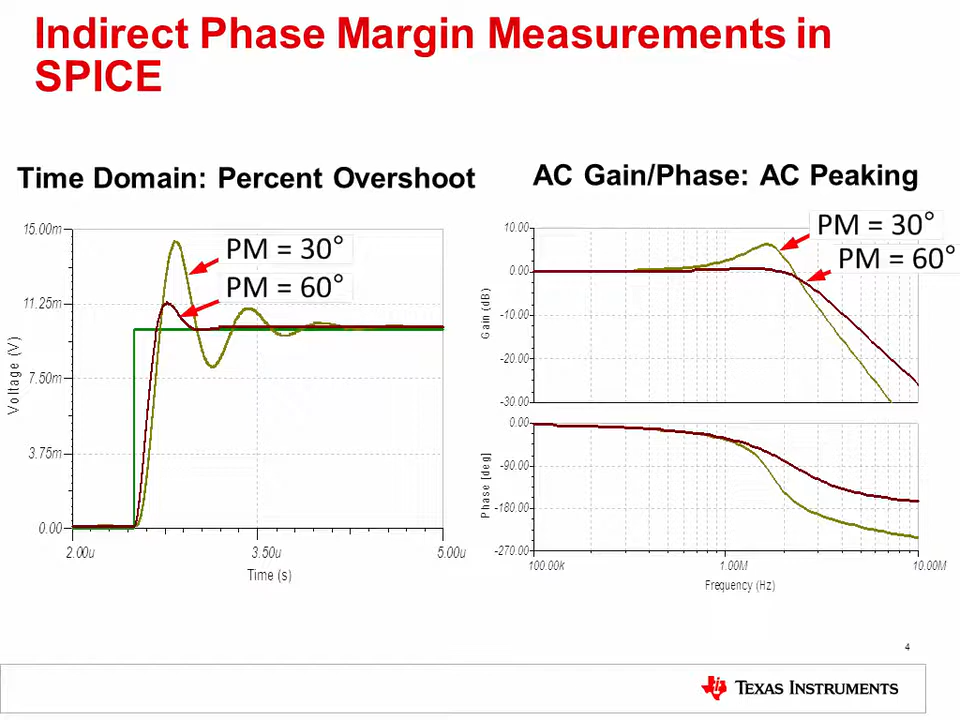 Indirect Phase Margin Measurements in
SPICE
Time Domain: Percent Overshoot
15.00m
11.25m
7.50m
3.75m
0.00
Voltage (V)
PM = 30°
PM = 60°
2.00u
3.50u
5.00u
Time (s)
AC Gain/Phase: AC Peaking
10.00
0.00
-10.00
-20.00
-30.00
Gain (dB)
PM = 30°
PM = 60°
0.00
-90.00
-180.00
-270.00
Phase [deg]
100.00k
1.00M
10.00M
Frequency (Hz)
4
TEXAS INSTRUMENTS